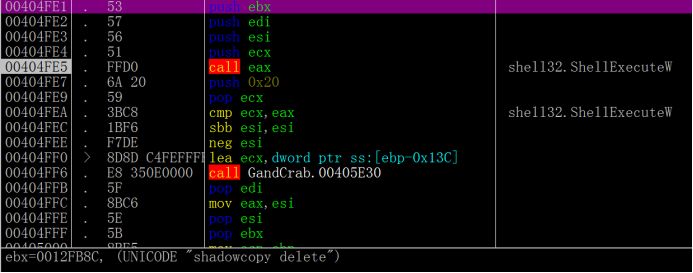 00404FE1 . 53 push ebx
00404FE2 . 57 push edi
00404FE3 . 56 push esi
00404FE4 . 51 push ecx
00404FE5 . FFD0 call eax shell32.ShellExecuteW
00404FE7 . 6A 20 push 0x20
00404FE9 . 59 pop ecx
00404FEA . 3BC8 cmp ecx,eax shell32.ShellExecuteW
00404FEC . 1BF6 sbb esi,esi
00404FEE . F7DE neg esi
00404FF0 > 8D8D C4FEFFFF lea ecx,dword ptr ss:[ebp-0x13C]
00404FF6 . E8 350E0000 call GandCrab.00405E30
00404FFB . 5F pop edi
00404FFC . 8BC6 mov eax,esi
00404FFE . 5E pop esi
00404FFF . 5B pop ebx
ebx=0012FB8C, (UNICODE "shadowcopy delete")